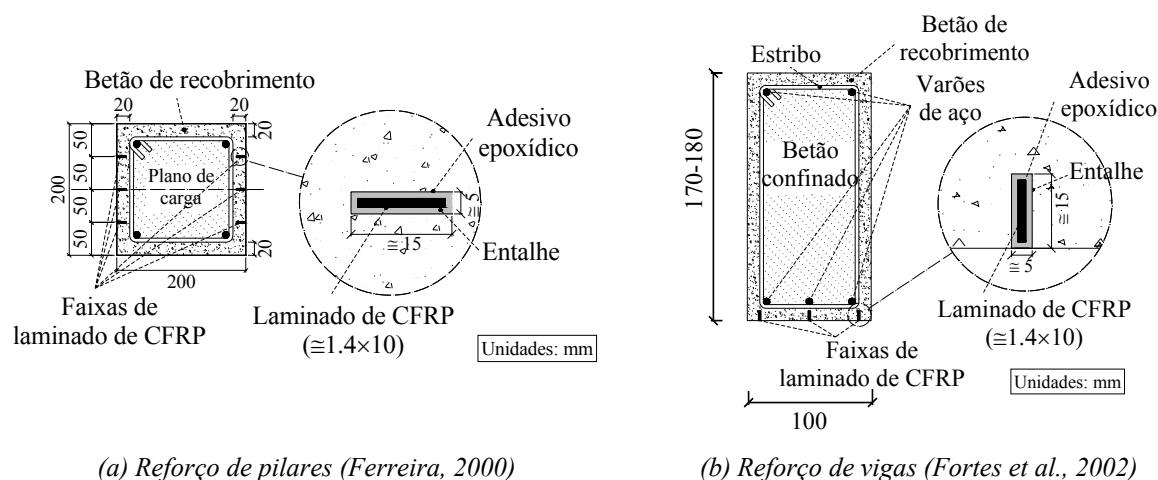 Betão de recobrimento
20
20
50
50
50
50
200
20
20
200
Plano de
carga
Adesivo
epoxídico
≅5
≅15
Entalhe
Faixas de
laminado de CFRP
Laminado de CFRP
(≅1.4×10)
Unidades: mm
(a) Reforço de pilares (Ferreira, 2000)
Betão
de recobrimento
Estribo
Varões
de aço
Adesivo
epoxídico
170-180
Betão
confinado
Entalhe
≅15
≅5
Laminado de CFRP
(≅1.4×10)
Faixas de
laminado de CFRP
Unidades: mm
100
(b) Reforço de vigas (Fortes et al., 2002)